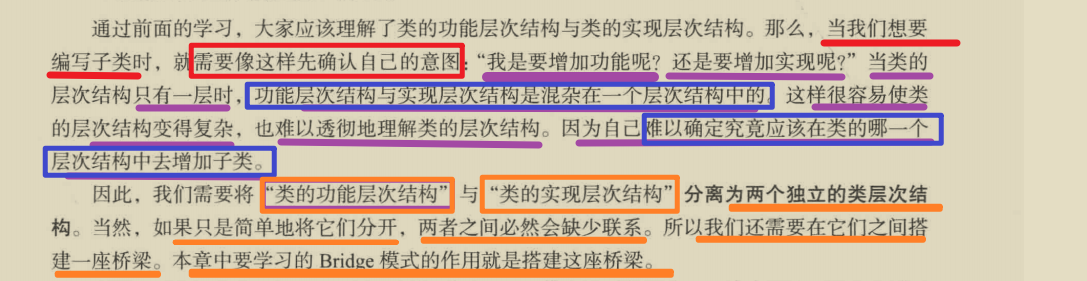 通过前面的学习，大家应该理解了类的功能层次结构与类的实现层次结构。那么，当我们想要
编写子类时，就需要像这样先确认自己的意图：“我是要增加功能呢？还是要增加实现呢？”当类的
层次结构只有一层时，功能层次结构与实现层次结构是混杂在一个层次结构中的。这样很容易使类
的层次结构变得复杂，也难以透彻地理解类的层次结构。因为自己难以确定究竟应该在类的哪一个
层次结构中去增加子类。
因此，我们需要将“类的功能层次结构”与“类的实现层次结构”分离为两个独立的类层次结
构。当然，如果只是简单地将它们分开，两者之间必然会缺少联系。所以我们还需要在它们之间搭
建一座桥梁。本章中要学习的 Bridge 模式的作用就是搭建这座桥梁。